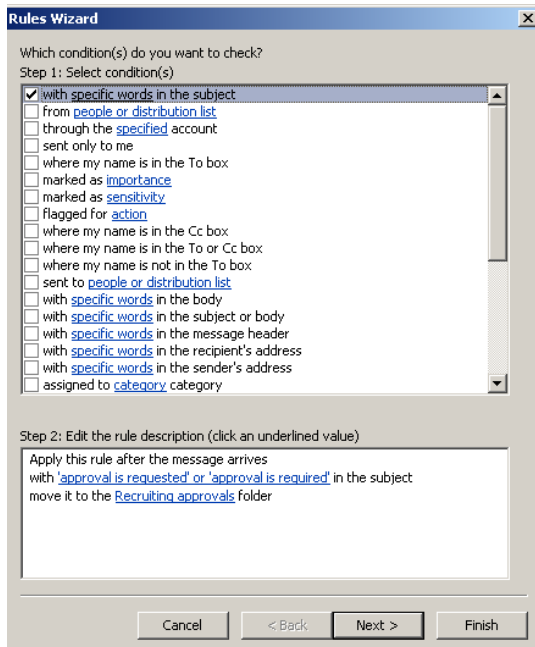 Rules Wizard
Which condition(s) do you want to check?
Step 1: Select condition(s)
with specific words in the subject
from people or distribution list
through the specified account
sent only to me
where my name is in the To box
marked as importance
marked as sensitivity
flagged for action
where my name is in the Cc box
where my name is in the To or Cc box
where my name is not in the To box
sent to people or distribution list
with specific words in the body
with specific words in the subject or body
with specific words in the message header
with specific words in the recipient's address
with specific words in the sender's address
assigned to category category
Step 2: Edit the rule description (click an underlined value)
Apply this rule after the message arrives
with 'approval is requested' or 'approval is required' in the subject
move it to the Recruiting approvals folder
Cancel < Back Next > Finish